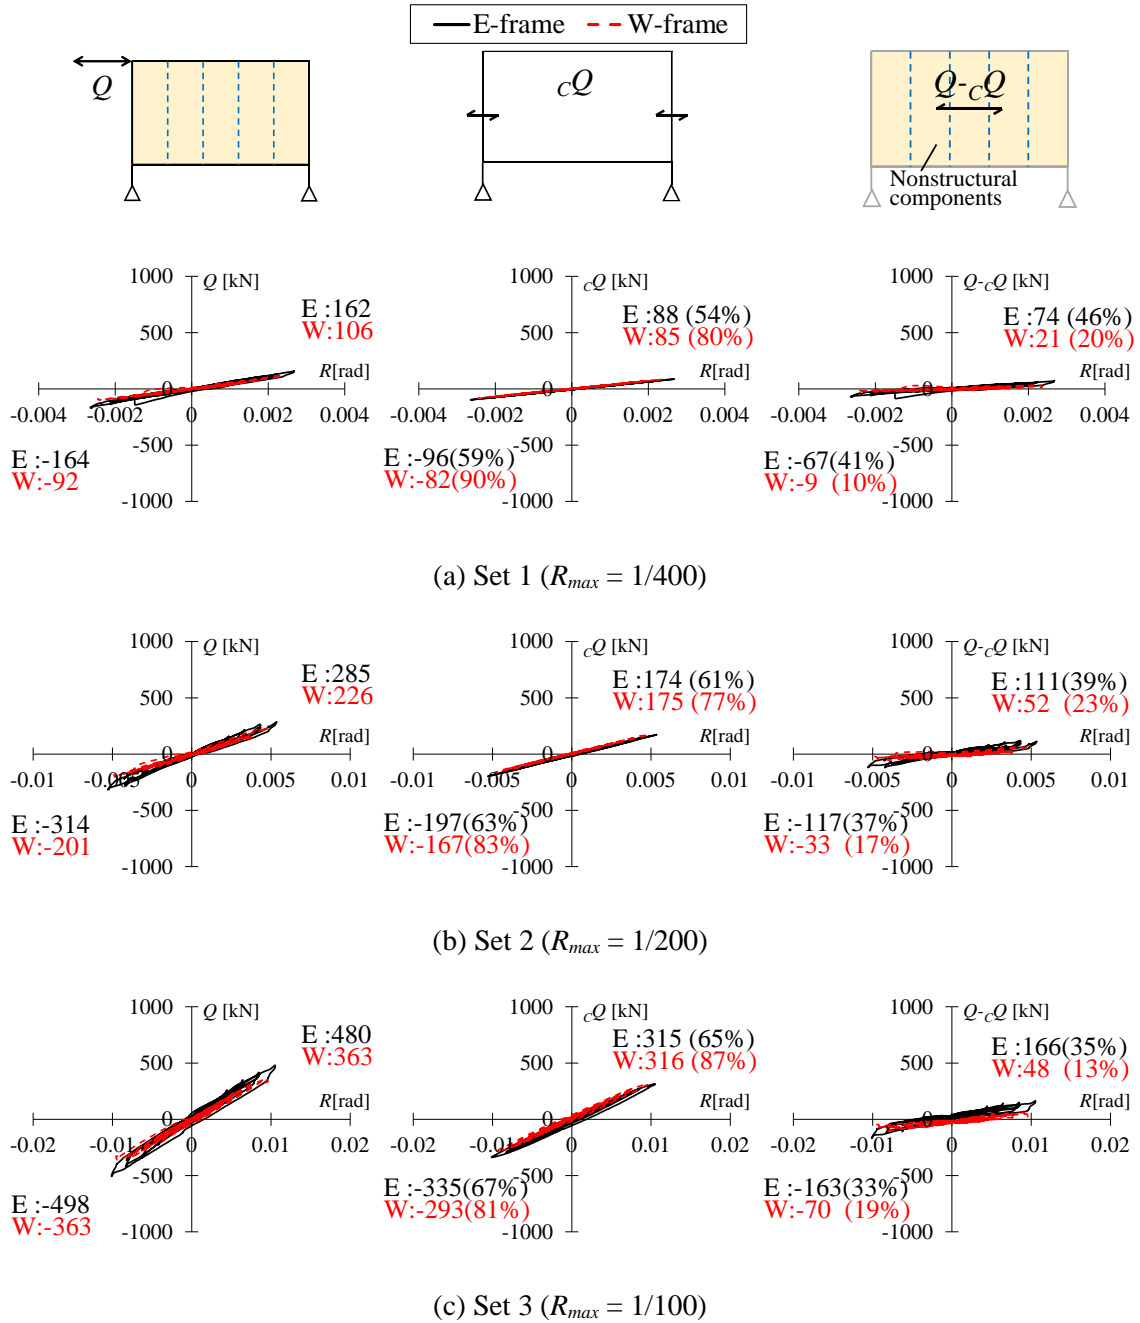 E-frame W-frame
Q
cQ
Q-cQ
Nonstructural
components
Q [kN]
1000
500
0
-500
-1000
-0.004 -0.002 0.002 0.004
R[rad]
E :162
W:106
E :-164
W:-92
cQ [kN]
1000
500
0
-500
-1000
-0.004 -0.002 0.002 0.004
R[rad]
E :88 (54%)
W:85 (80%)
E :-96(59%)
W:-82(90%)
Q-cQ [kN]
1000
500
0
-500
-1000
-0.004 -0.002 0.002 0.004
R[rad]
E :74 (46%)
W:21 (20%)
E :-67(41%)
W:-9 (10%)
(a) Set 1 (Rmax = 1/400)
Q [kN]
1000
500
0
-500
-1000
-0.01 -0.005 0.005 0.01
R[rad]
E :285
W:226
E :-314
W:-201
cQ [kN]
1000
500
0
-500
-1000
-0.01 -0.005 0.005 0.01
R[rad]
E :174 (61%)
W:175 (77%)
E :-197(63%)
W:-167(83%)
Q-cQ [kN]
1000
500
0
-500
-1000
-0.01 -0.005 0.005 0.01
R[rad]
E :111(39%)
W:52 (23%)
E :-117(37%)
W:-33 (17%)
(b) Set 2 (Rmax = 1/200)
Q [kN]
1000
500
0
-500
-1000
-0.02 -0.01 0.01 0.02
R[rad]
E :480
W:363
E :-498
W:-363
cQ [kN]
1000
500
0
-500
-1000
-0.02 -0.01 0.01 0.02
R[rad]
E :315 (65%)
W:316 (87%)
E :-335(67%)
W:-293(81%)
Q-cQ [kN]
1000
500
0
-500
-1000
-0.02 -0.01 0.01 0.02
R[rad]
E :166(35%)
W:48 (13%)
E :-163(33%)
W:-70 (19%)
(c) Set 3 (Rmax = 1/100)